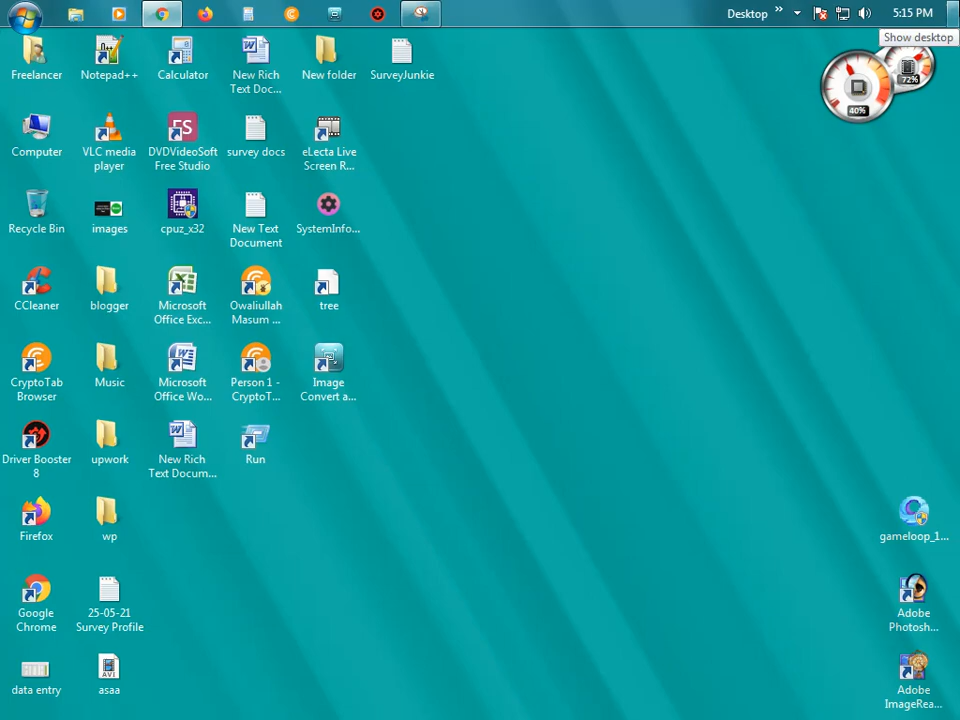 Desktop
»
5:15 PM
Show desktop
72%
40%
Freelancer
Notepad++
Calculator
New Rich
Text Doc...
New folder
SurveyJunkie
Computer
VLC media
player
FS
DVDVideoSoft
Free Studio
survey docs
eLecta Live
Screen R...
Recycle Bin
images
cpuz_x32
New Text
Document
SystemInfo...
CCleaner
blogger
Microsoft
Office Exc...
Owaliullah
Masum ...
tree
CryptoTab
Browser
Music
Microsoft
Office Wo...
Person 1 -
CryptoT...
Image
Convert a...
Driver Booster
8
upwork
New Rich
Text Docum...
Run
Firefox
wp
gameloop_1...
Google
Chrome
25-05-21
Survey Profile
Adobe
Photosh...
data entry
AVI
asaa
Adobe
ImageRea...